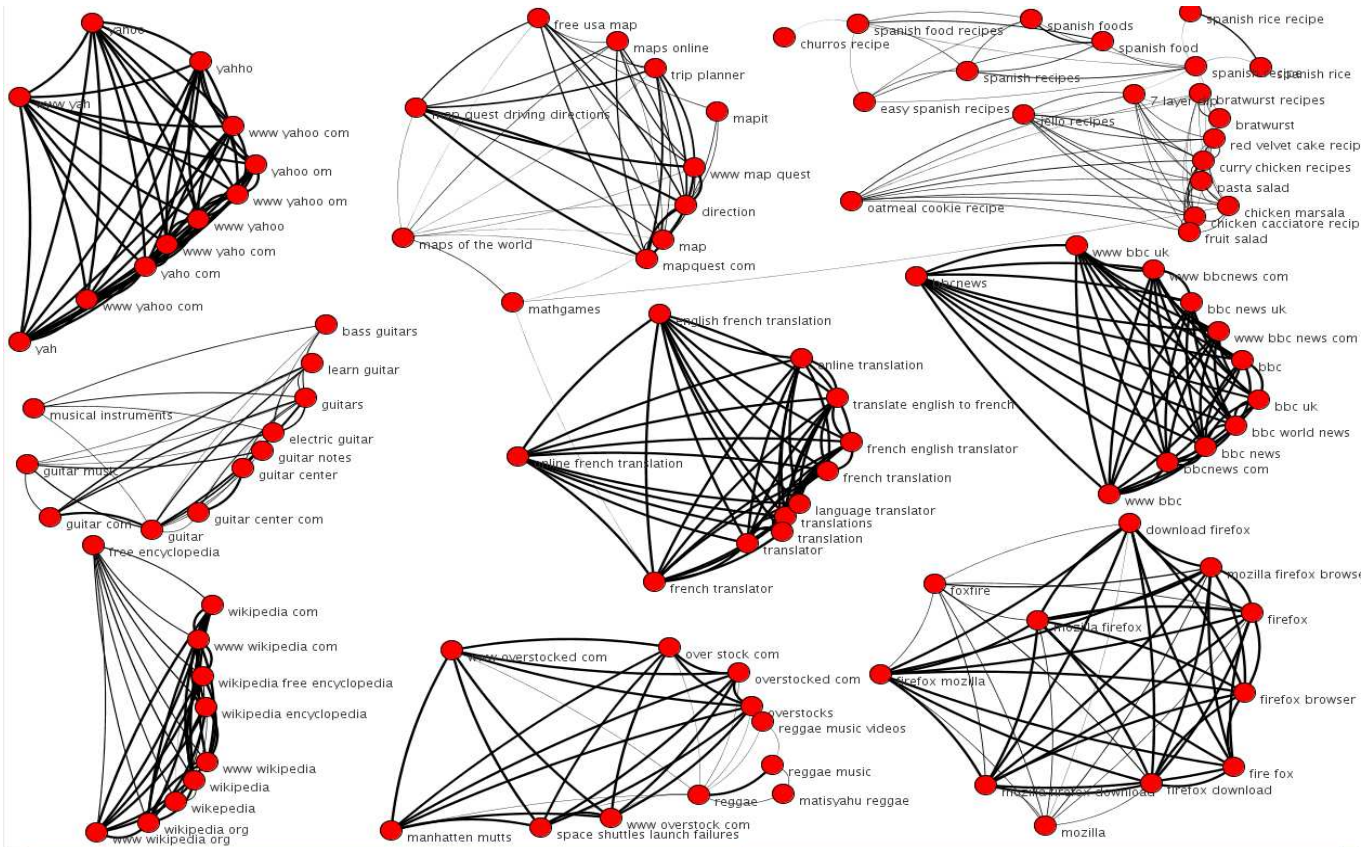 yahoo
yahho
www yah
www yahoo com
yahoo om
www yahoo om
www yahoo
www yaho com
yaho com
www yahoo com
yah
free usa map
maps online
trip planner
map quest driving directions
mapit
www map quest
direction
maps of the world
map
mapquest com
mathgames
spanish food recipes
spanish foods
spanish rice recipe
churros recipe
spanish food
spanish recipes
spanish recipe
spanish rice
easy spanish recipes
7 layer dip
bratwurst recipes
jello recipes
bratwurst
red velvet cake recip
curry chicken recipes
pasta salad
oatmeal cookie recipe
chicken marsala
chicken cacciatore recip
fruit salad
www bbc uk
bbcnews
www bbcnews com
bbc news uk
www bbc news com
bbc
bbc uk
bbc world news
bbc news
bbcnews com
www bbc
bass guitars
learn guitar
musical instruments
guitars
electric guitar
guitar notes
guitar music
guitar center
guitar com
guitar center com
guitar
english french translation
online translation
translate english to french
french english translator
online french translation
french translation
language translator
translations
translation
translator
french translator
free encyclopedia
wikipedia com
www wikipedia com
wikipedia free encyclopedia
wikipedia encyclopedia
www wikipedia
wikipedia
wikepedia
wikipedia org
www wikipedia org
www overstocked com
over stock com
overstocked com
overstocks
reggae music videos
reggae music
reggae
matisyahu reggae
www overstock com
manhatten mutts
space shuttles launch failures
download firefox
mozilla firefox browser
foxfire
firefox
mozilla firefox
firefox mozilla
firefox browser
fire fox
mozilla firefox download
firefox download
mozilla